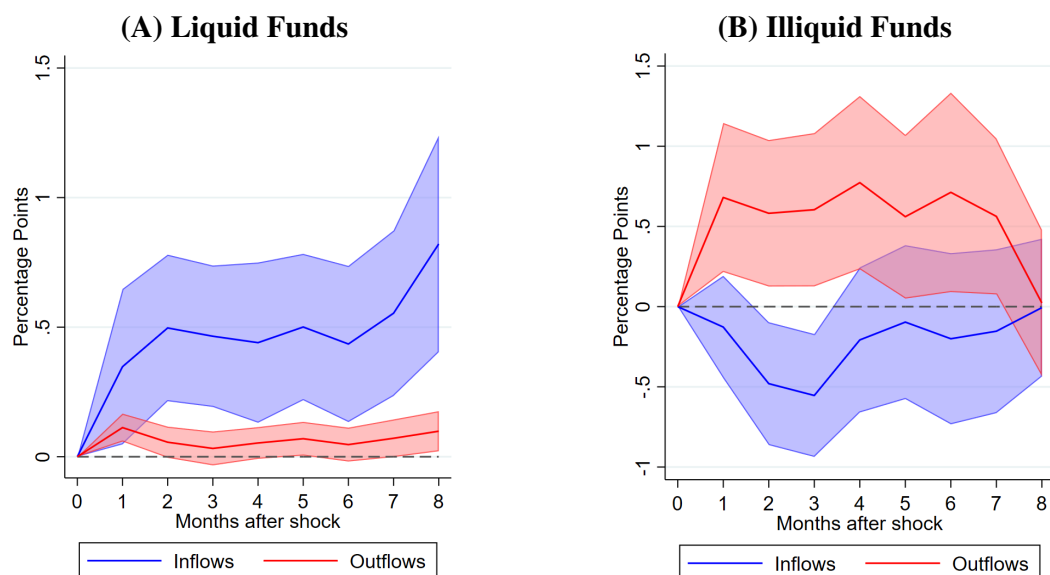 (A) Liquid Funds
Percentage Points
1.5
1
.5
0
0 1 2 3 4 5 6 7 8
Months after shock
Inflows Outflows
(B) Illiquid Funds
Percentage Points
1.5
1
.5
0
-.5
-1
0 1 2 3 4 5 6 7 8
Months after shock
Inflows Outflows